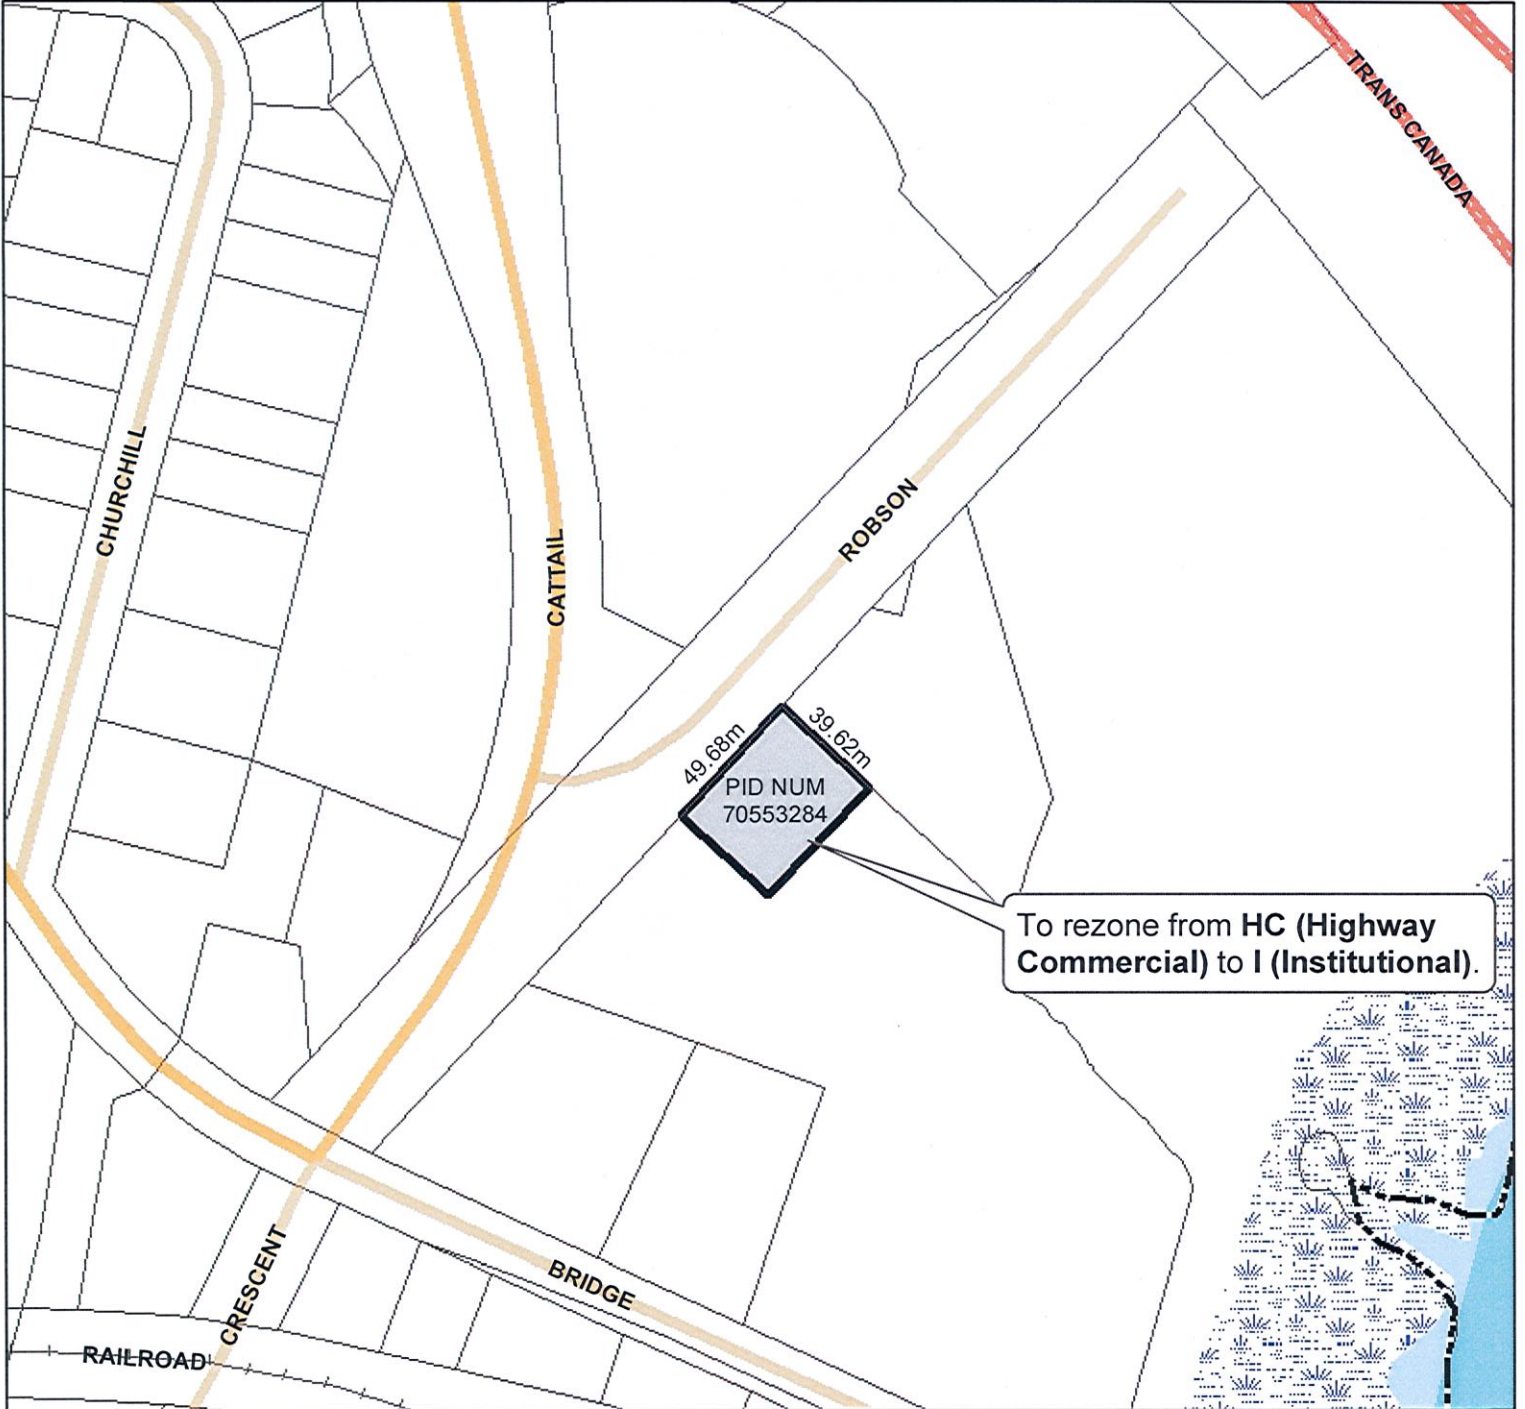 TRANS CANADA
CHURCHILL
CATTAIL
ROBSON
49.68m
39.62m
PID NUM
70553284
To rezone from HC (Highway
Commercial) to I (Institutional).
CRESCENT
BRIDGE
RAILROAD